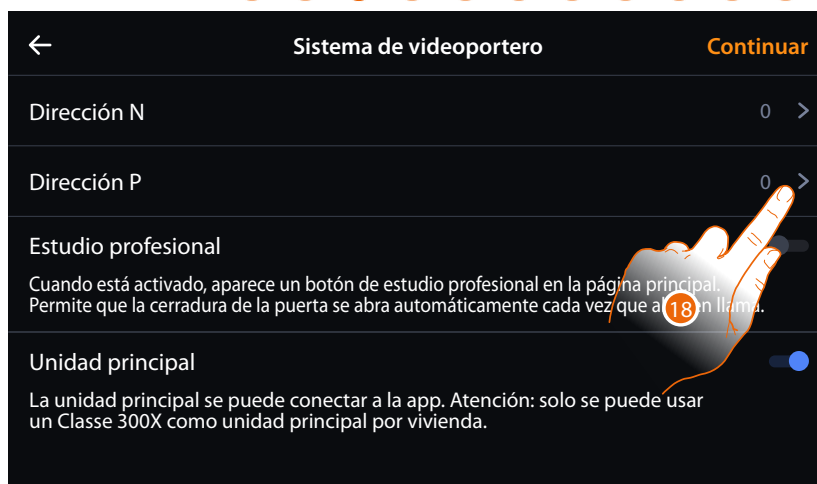 Sistema de videoportero
Continuar
Dirección N
0
Dirección P
0
Estudio profesional
Cuando está activado, aparece un botón de estudio profesional en la página principal.
Permite que la cerradura de la puerta se abra automáticamente cada vez que llama.
18
Unidad principal
La unidad principal se puede conectar a la app. Atención: solo se puede usar
un Classe 300X como unidad principal por vivienda.